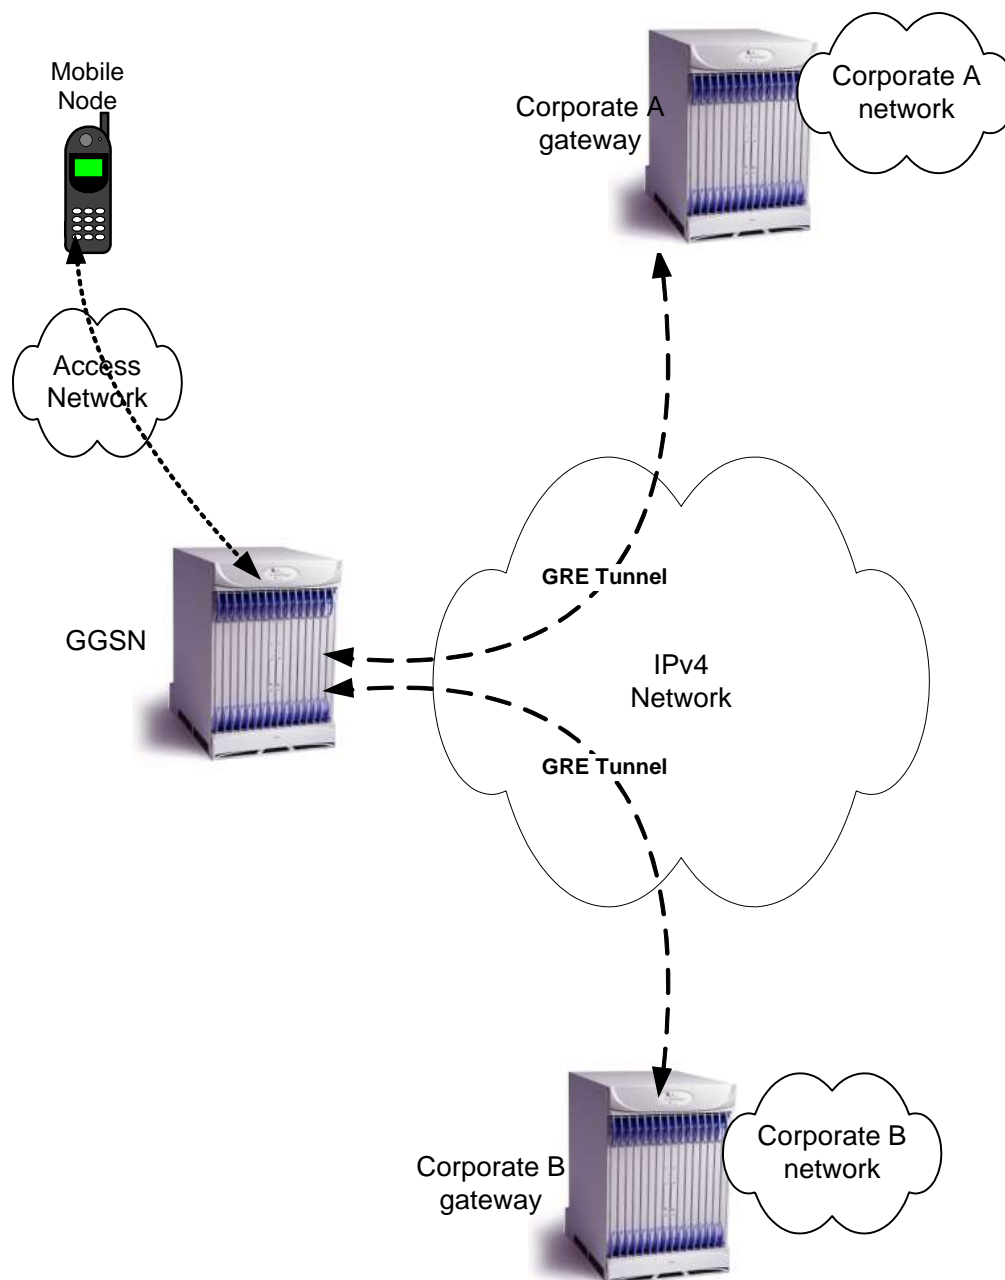 Mobile
Node
Corporate A
gateway
Corporate A
network
Access
Network
GRE Tunnel
GGSN
IPv4
Network
GRE Tunnel
Corporate B
gateway
Corporate B
network